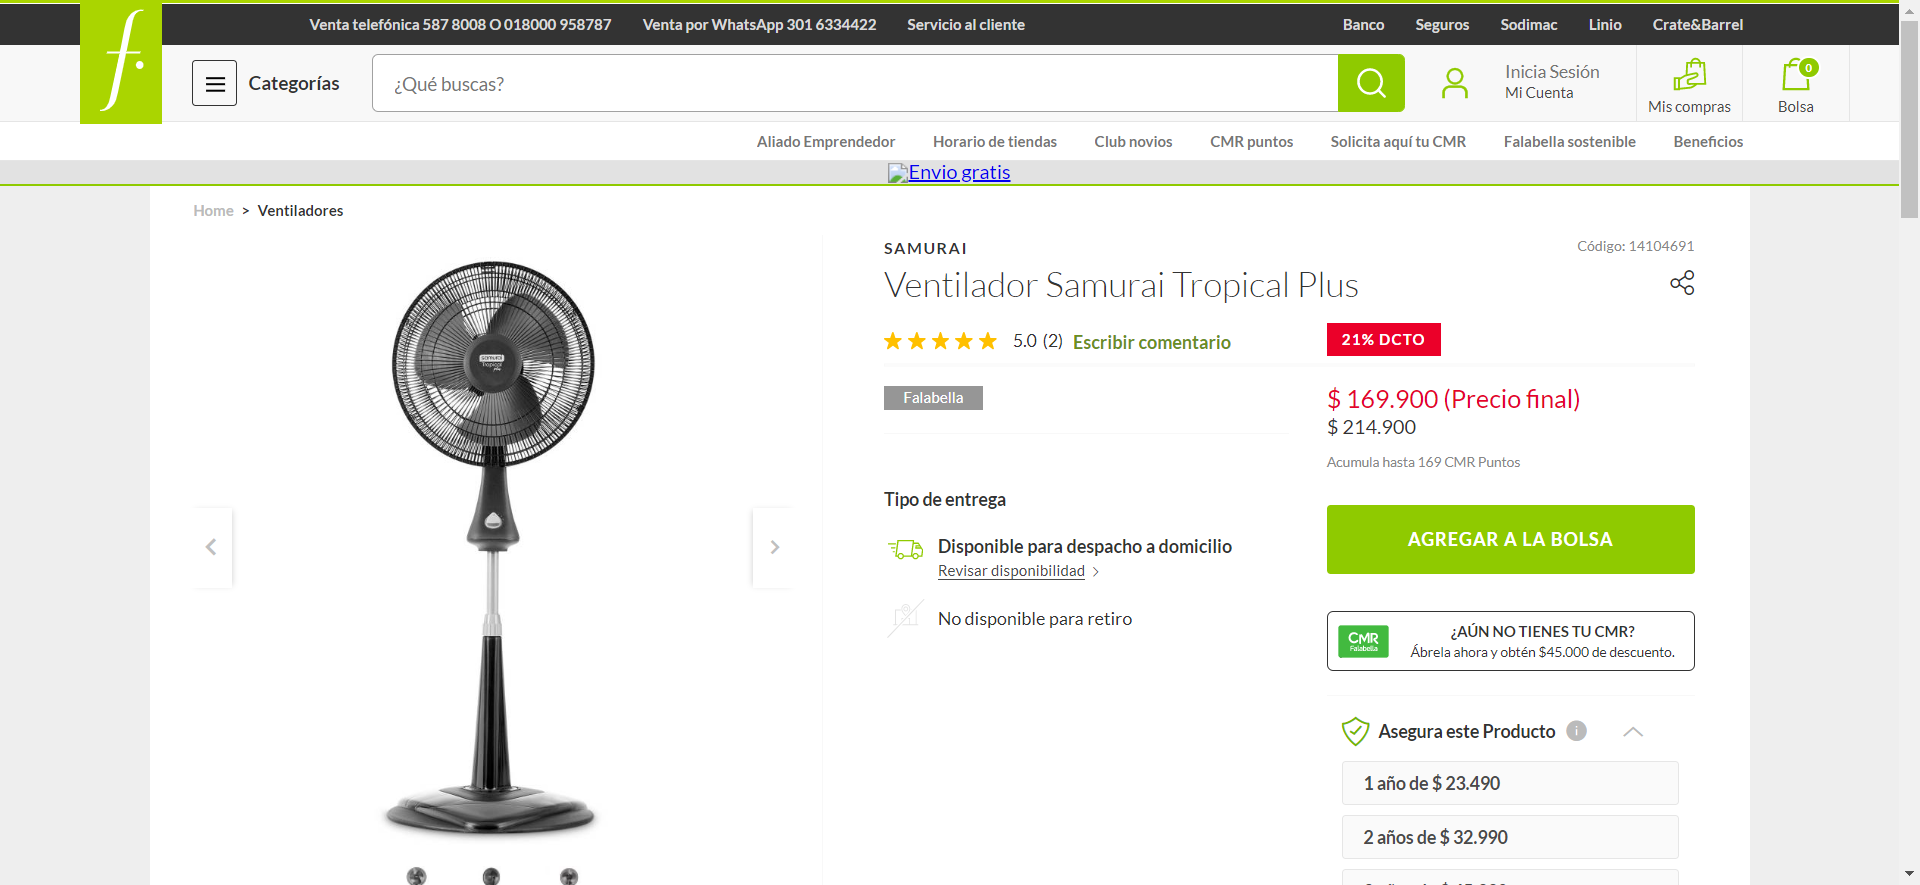 Venta telefónica 587 8008 O 018000 958787
Venta por WhatsApp 301 6334422
Servicio al cliente
Banco
Seguros
Sodimac
Linio
Crate&Barrel
f.
Categorías
¿Qué buscas?
Inicia Sesión
Mi Cuenta
Mis compras
0
Bolsa
Aliado Emprendedor
Horario de tiendas
Club novios
CMR puntos
Solicita aquí tu CMR
Falabella sostenible
Beneficios
Envio gratis
Home > Ventiladores
samurai
Tropical
plus
SAMURAI
Código: 14104691
Ventilador Samurai Tropical Plus
5.0 (2) Escribir comentario
21% DCTO
Falabella
$ 169.900 (Precio final)
$ 214.900
Acumula hasta 169 CMR Puntos
Tipo de entrega
Disponible para despacho a domicilio
Revisar disponibilidad
No disponible para retiro
AGREGAR A LA BOLSA
CMR
Falabella
¿AÚN NO TIENES TU CMR?
Ábrela ahora y obtén $45.000 de descuento.
Asegura este Producto
i
1 año de $ 23.490
2 años de $ 32.990